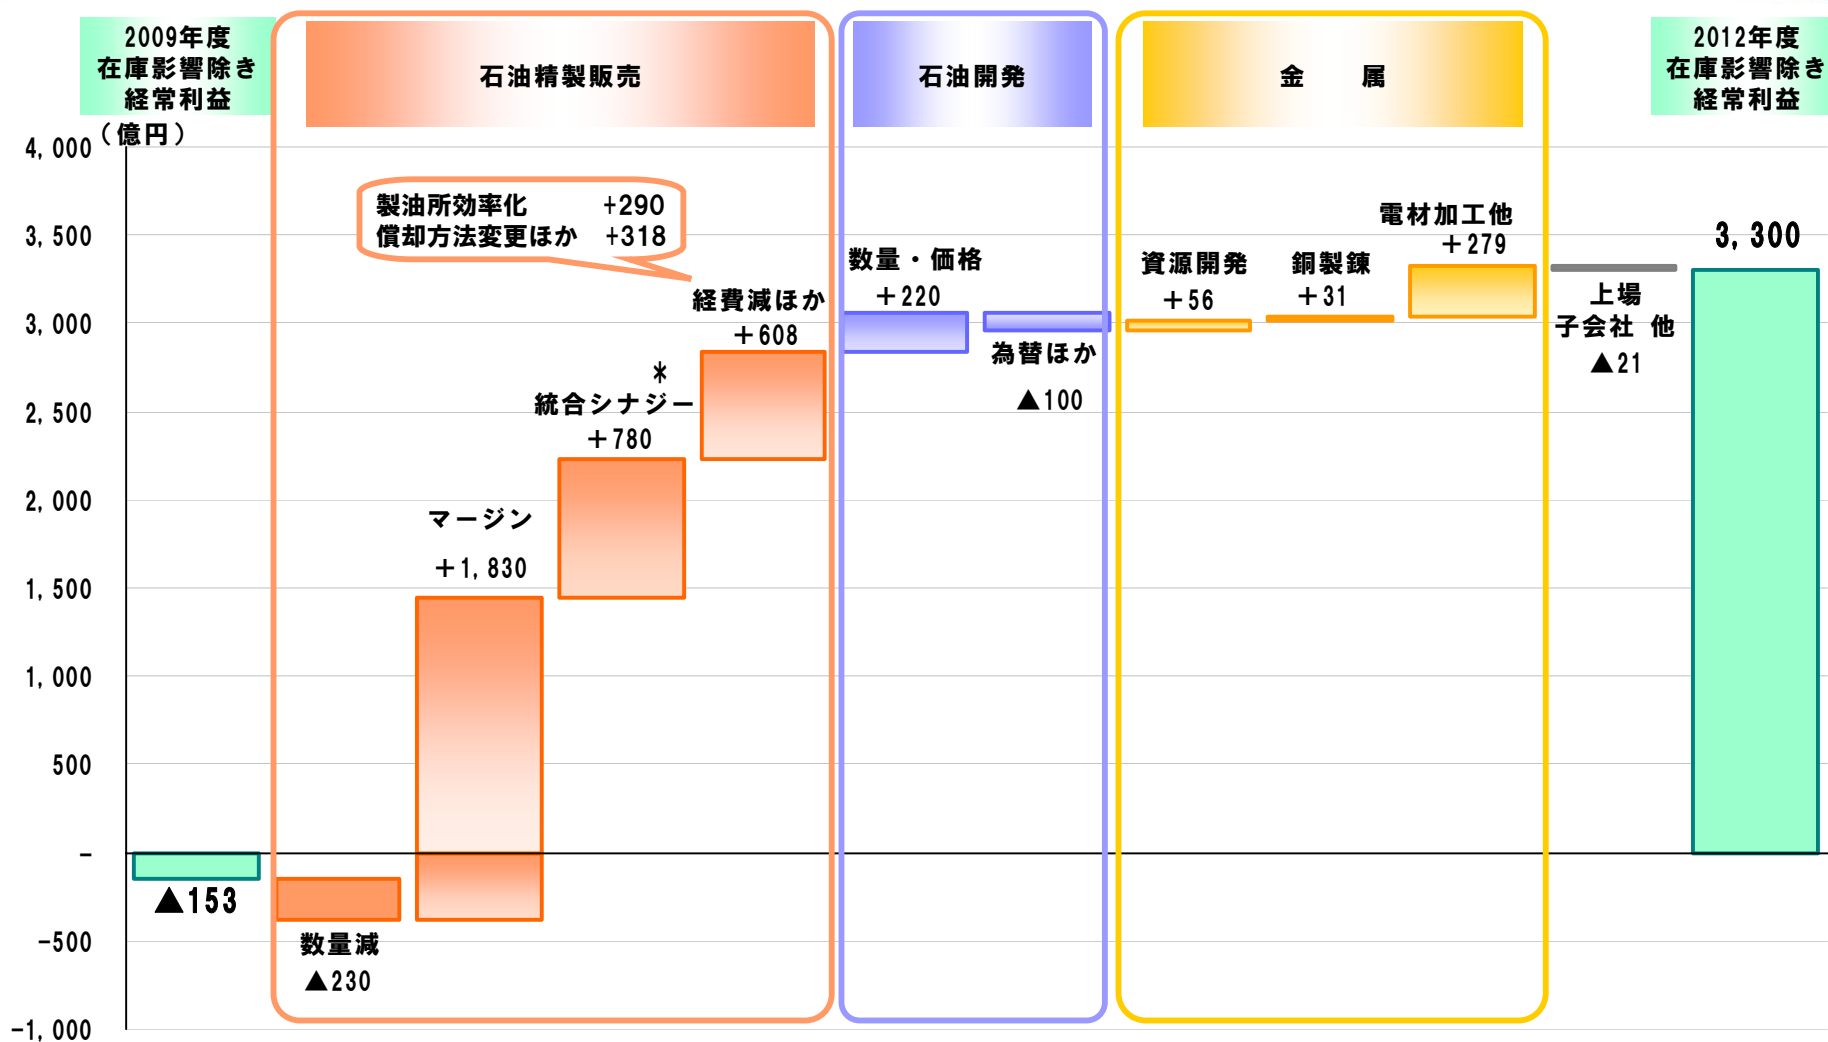 2009年度
在庫影響除き
経常利益
（億円）
石油精製販売
石油開発
金　属
2012年度
在庫影響除き
経常利益
4,000
3,500
3,000
2,500
2,000
1,500
1,000
500
−
−500
−1,000
▲153
数量減
▲230
マージン
＋1,830
＊
統合シナジー
＋780
製油所効率化 +290
償却方法変更ほか +318
経費減ほか
＋608
数量・価格
＋220
為替ほか
▲100
資源開発
＋56
銅製錬
＋31
電材加工他
＋279
上場
子会社 他
▲21
3,300